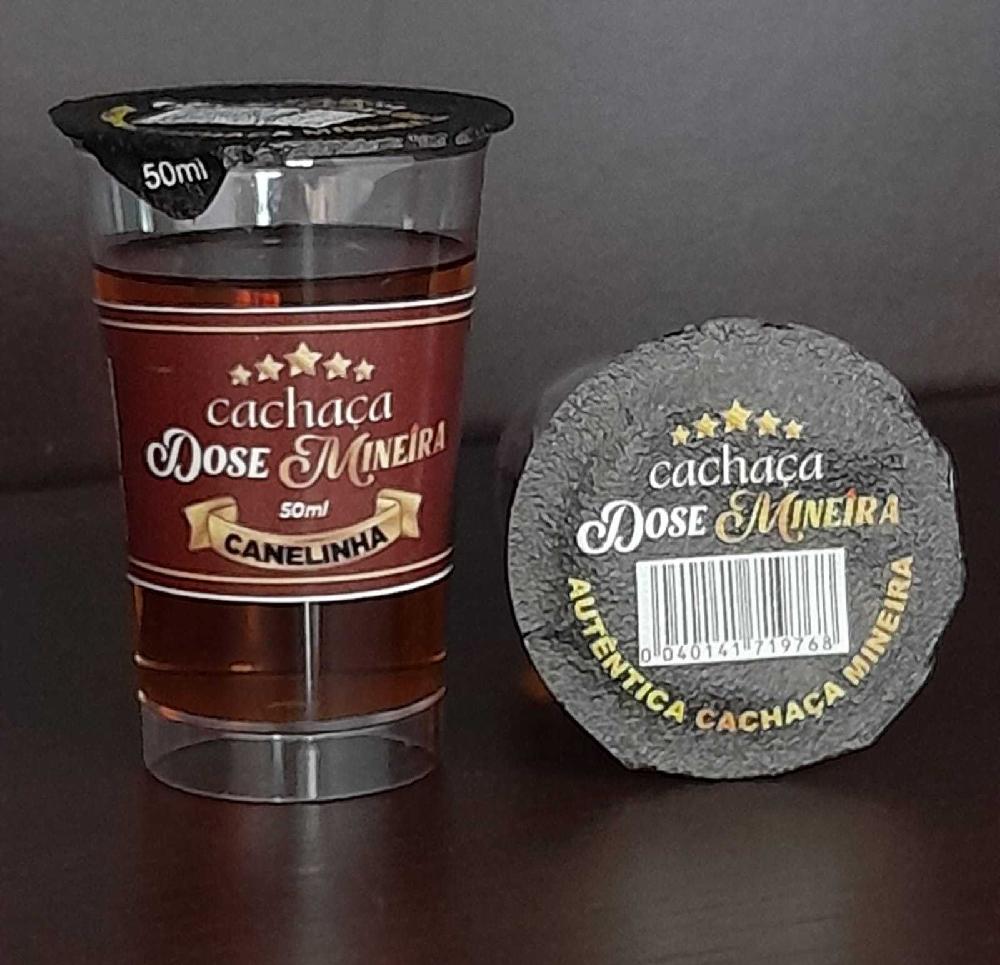 50ml
cachaça
DOSE MINEIRA
50ml
CANELINHA
cachaça
DOSE MINEIRA
0 040141 719768
AUTÊNTICA CACHAÇA MINEIRA